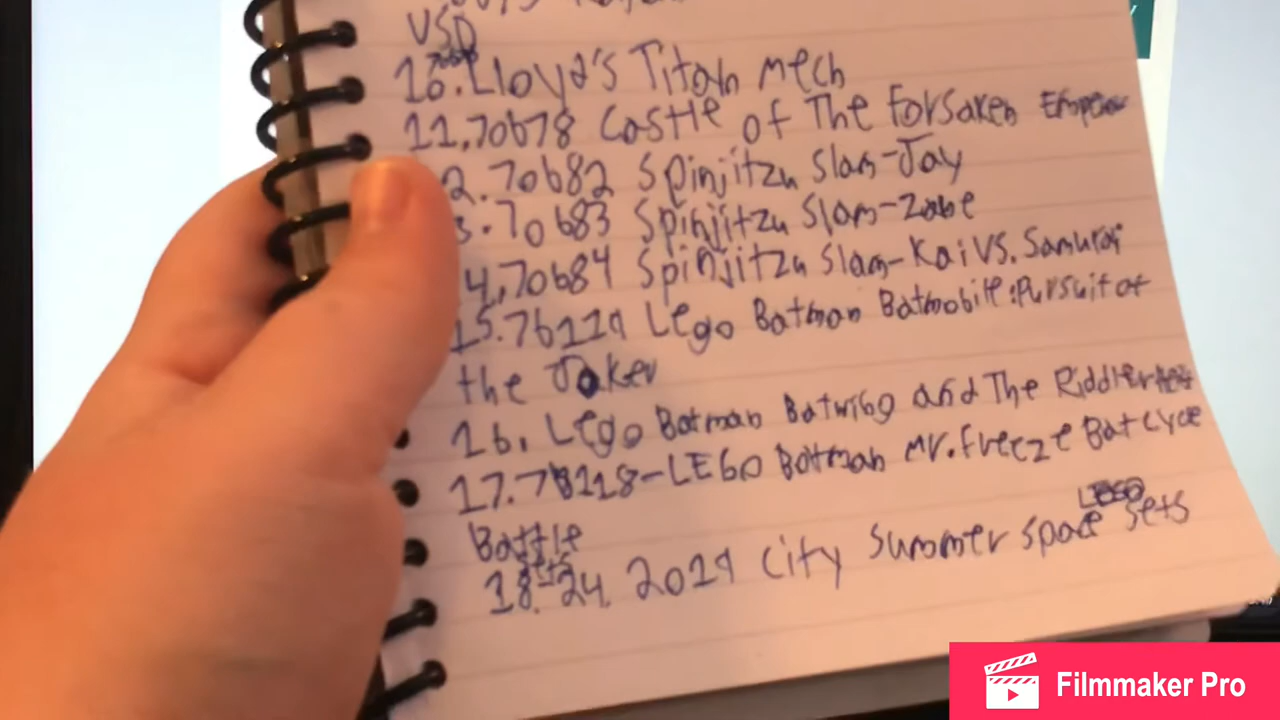 USD
10. Lloyd's Titan mech
11. 70678 Castle of The Forsaken Emperor
2. 70682 Spinjitzu Slam-Jay
3. 70683 Spinjitzu Slam-Zane
4. 70684 Spinjitzu Slam-Kai VS. Samurai
15. 76119 Lego Batman Batmobile: Pursuit of
the Joker
16. Lego Batman Batwing and The Riddler
17. 76118-LEGO Batman Mr. Freeze Batcycle
Battle
18. 24. 2019 City Summer space LEGO sets
Filmmaker Pro